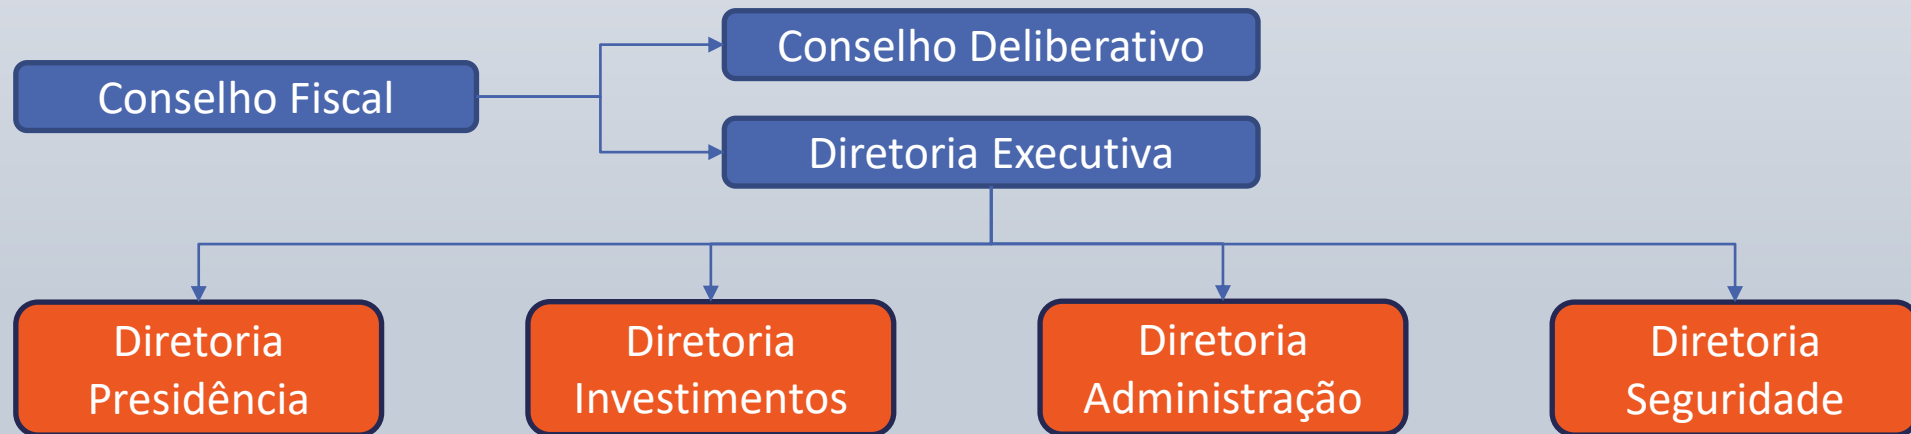 Conselho Deliberativo
Conselho Fiscal
Diretoria Executiva
Diretoria
Presidência
Diretoria
Investimentos
Diretoria
Administração
Diretoria
Seguridade